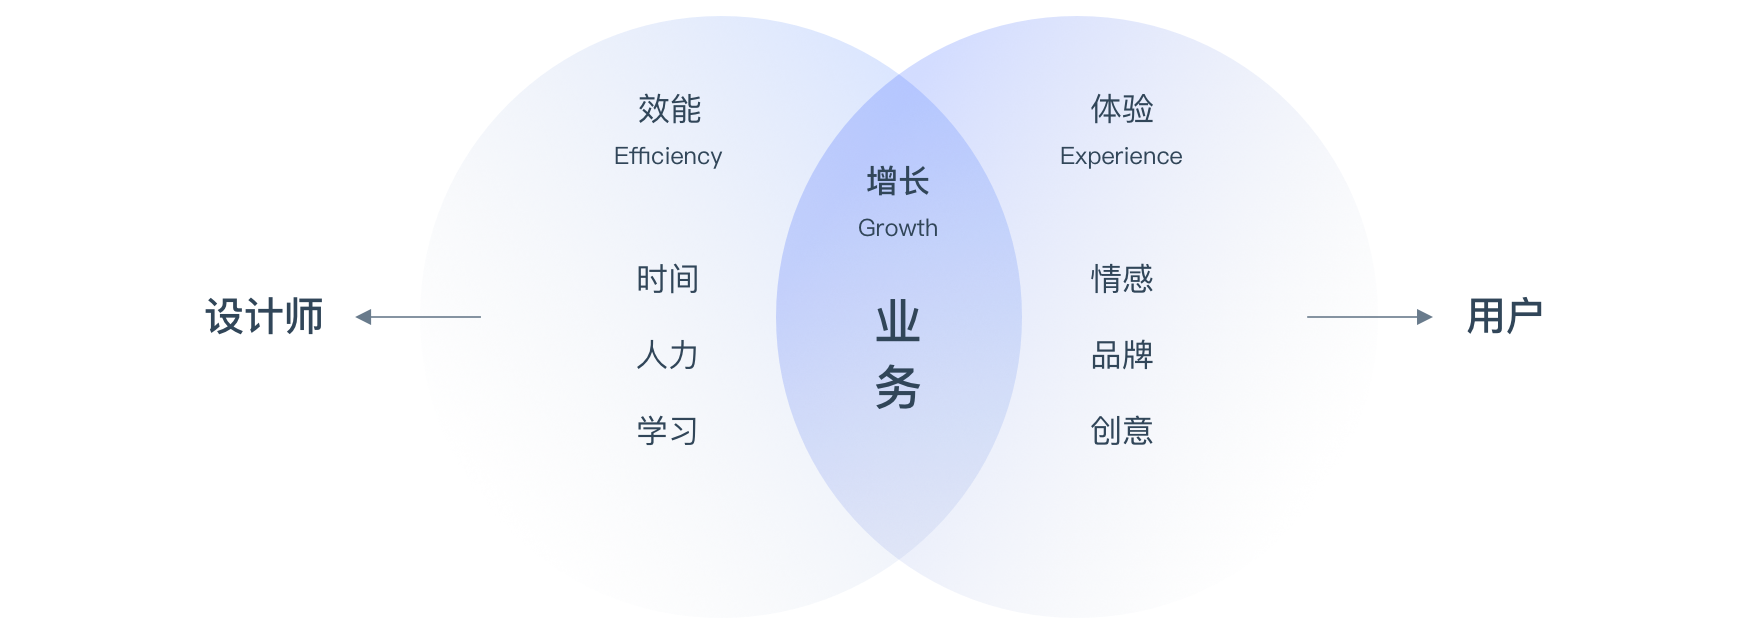 设计师
效能
Efficiency
时间
人力
学习
增长
Growth
业
务
体验
Experience
情感
品牌
创意
用户